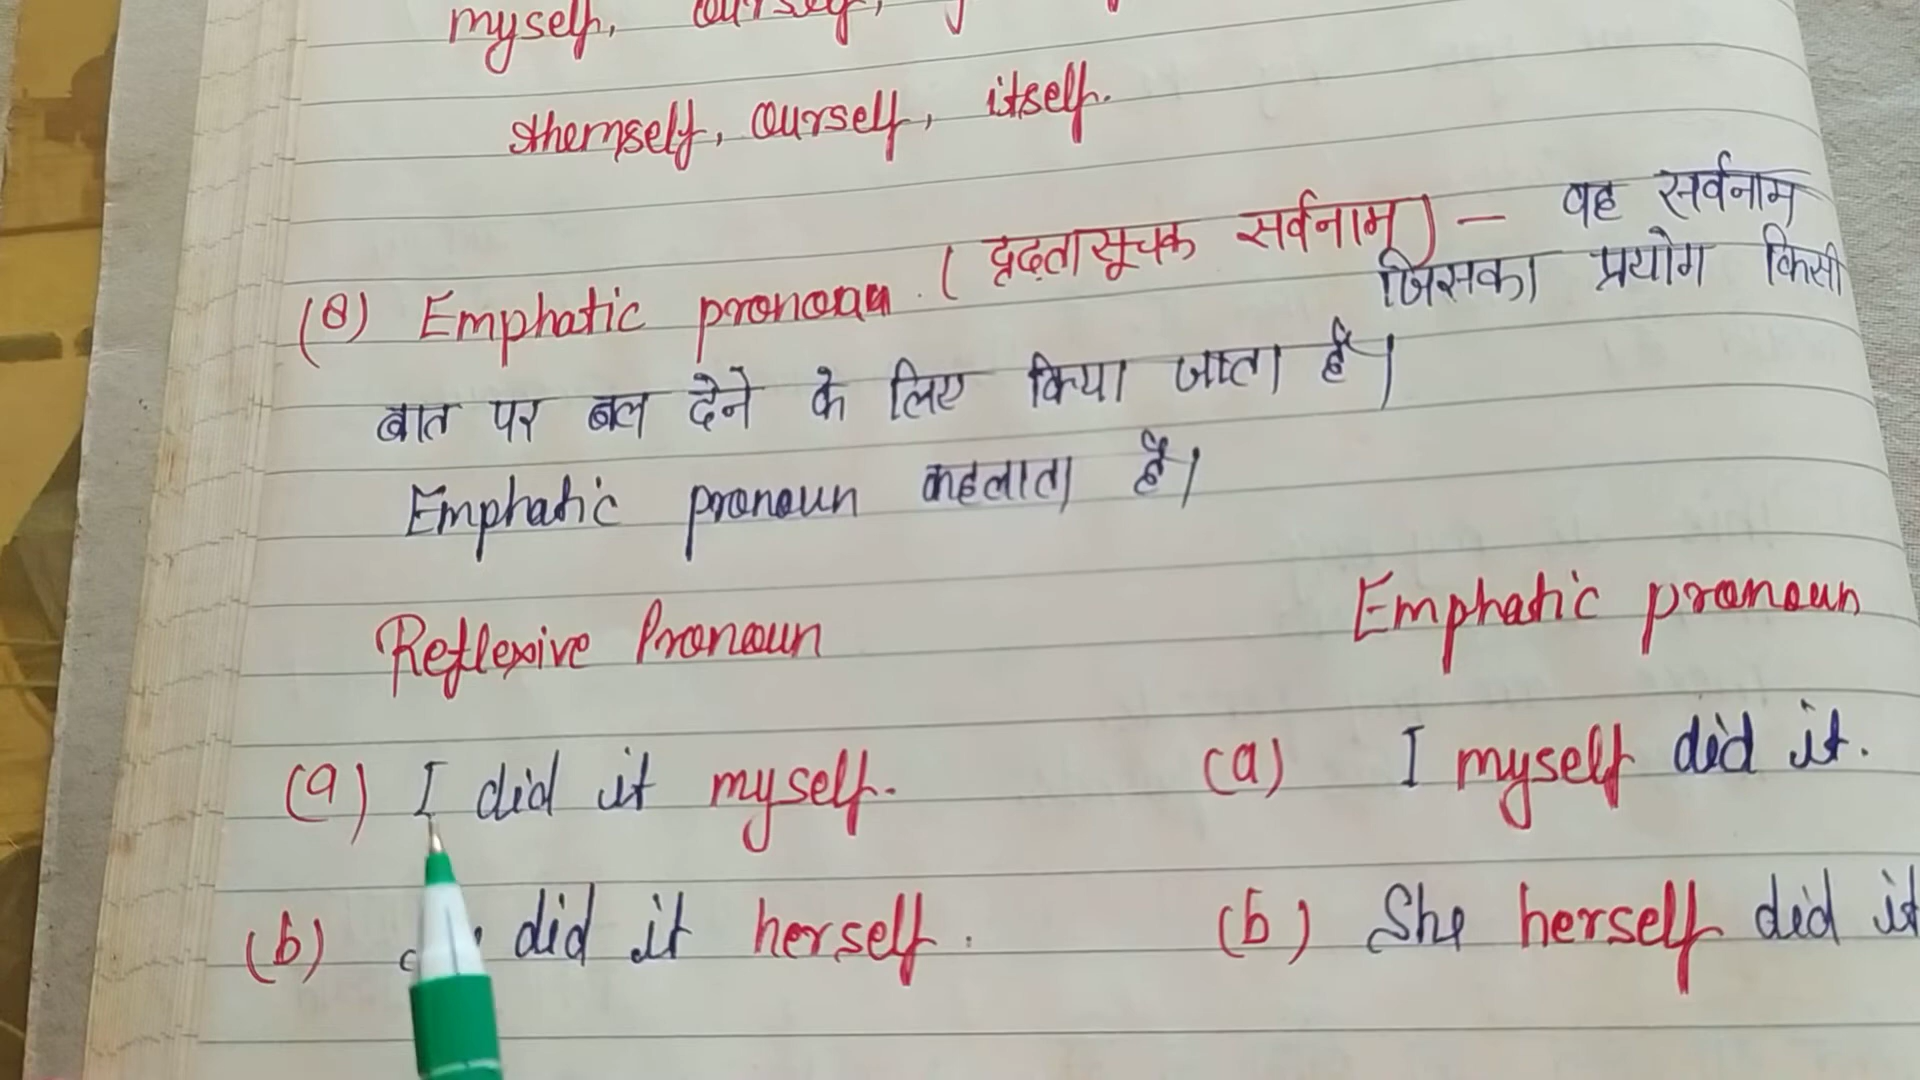 myself,
themself, ourself, itself.
(8) Emphatic pronoun (दृढ़तासूचक सर्वनाम) – वह सर्वनाम
जिसका प्रयोग किसी
बात पर बल देने के लिए किया जाता है।
Emphatic pronoun कहलाता है।
Reflexive Pronoun Emphatic pronoun
(a) I did it myself. (a) I myself did it.
(b) did it herself. (b) She herself did it